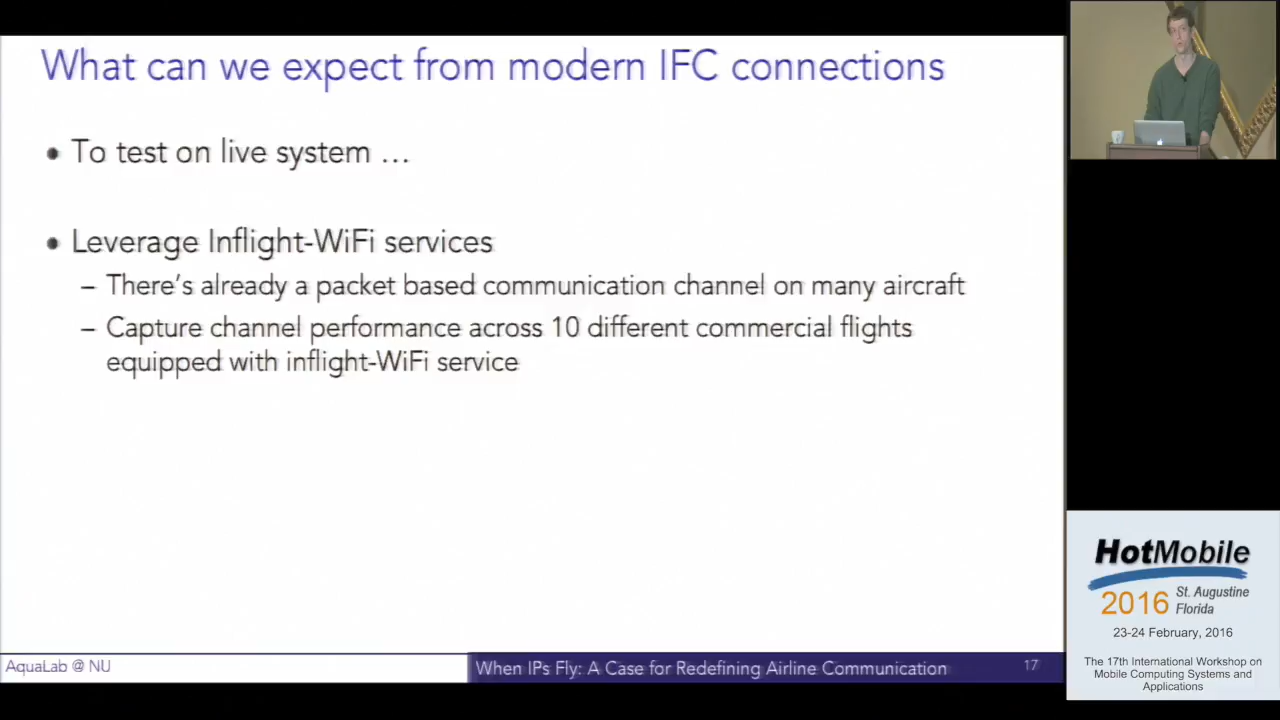 What can we expect from modern IFC connections
• To test on live system …
• Leverage Inflight-WiFi services
– There's already a packet based communication channel on many aircraft
– Capture channel performance across 10 different commercial flights
equipped with inflight-WiFi service
AquaLab @ NU
When IPs Fly: A Case for Redefining Airline Communication
17
HotMobile
2016
St. Augustine
Florida
23-24 February, 2016
The 17th International Workshop on
Mobile Computing Systems and
Applications